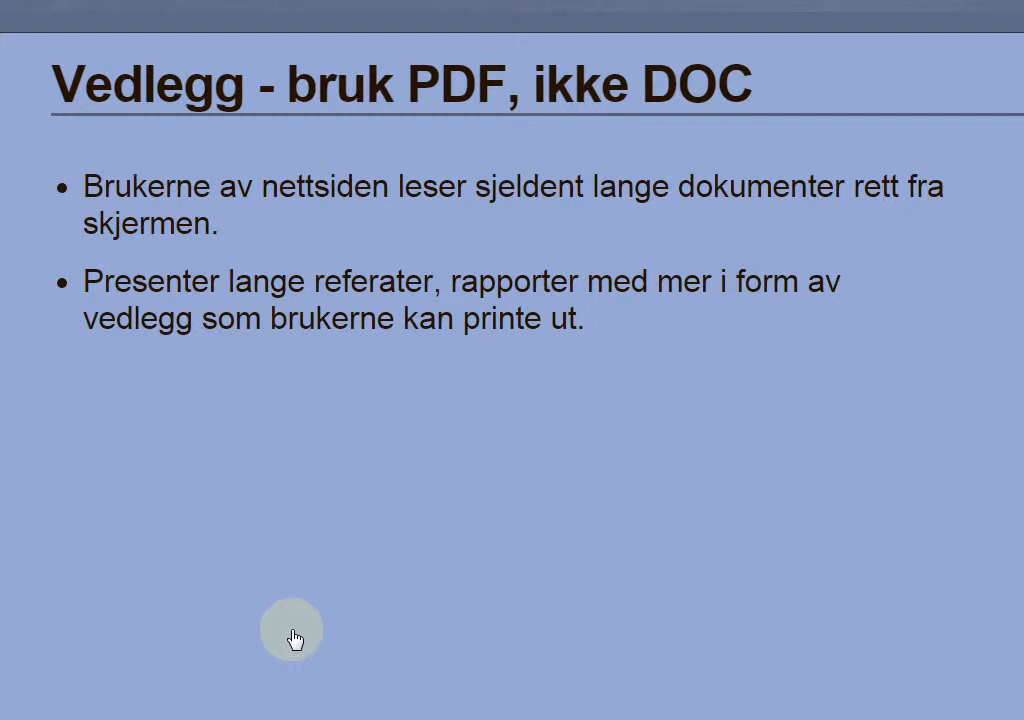 Vedlegg - bruk PDF, ikke DOC
• Brukerne av nettsiden leser sjeldent lange dokumenter rett fra
skjermen.
• Presenter lange referater, rapporter med mer i form av
vedlegg som brukerne kan printe ut.